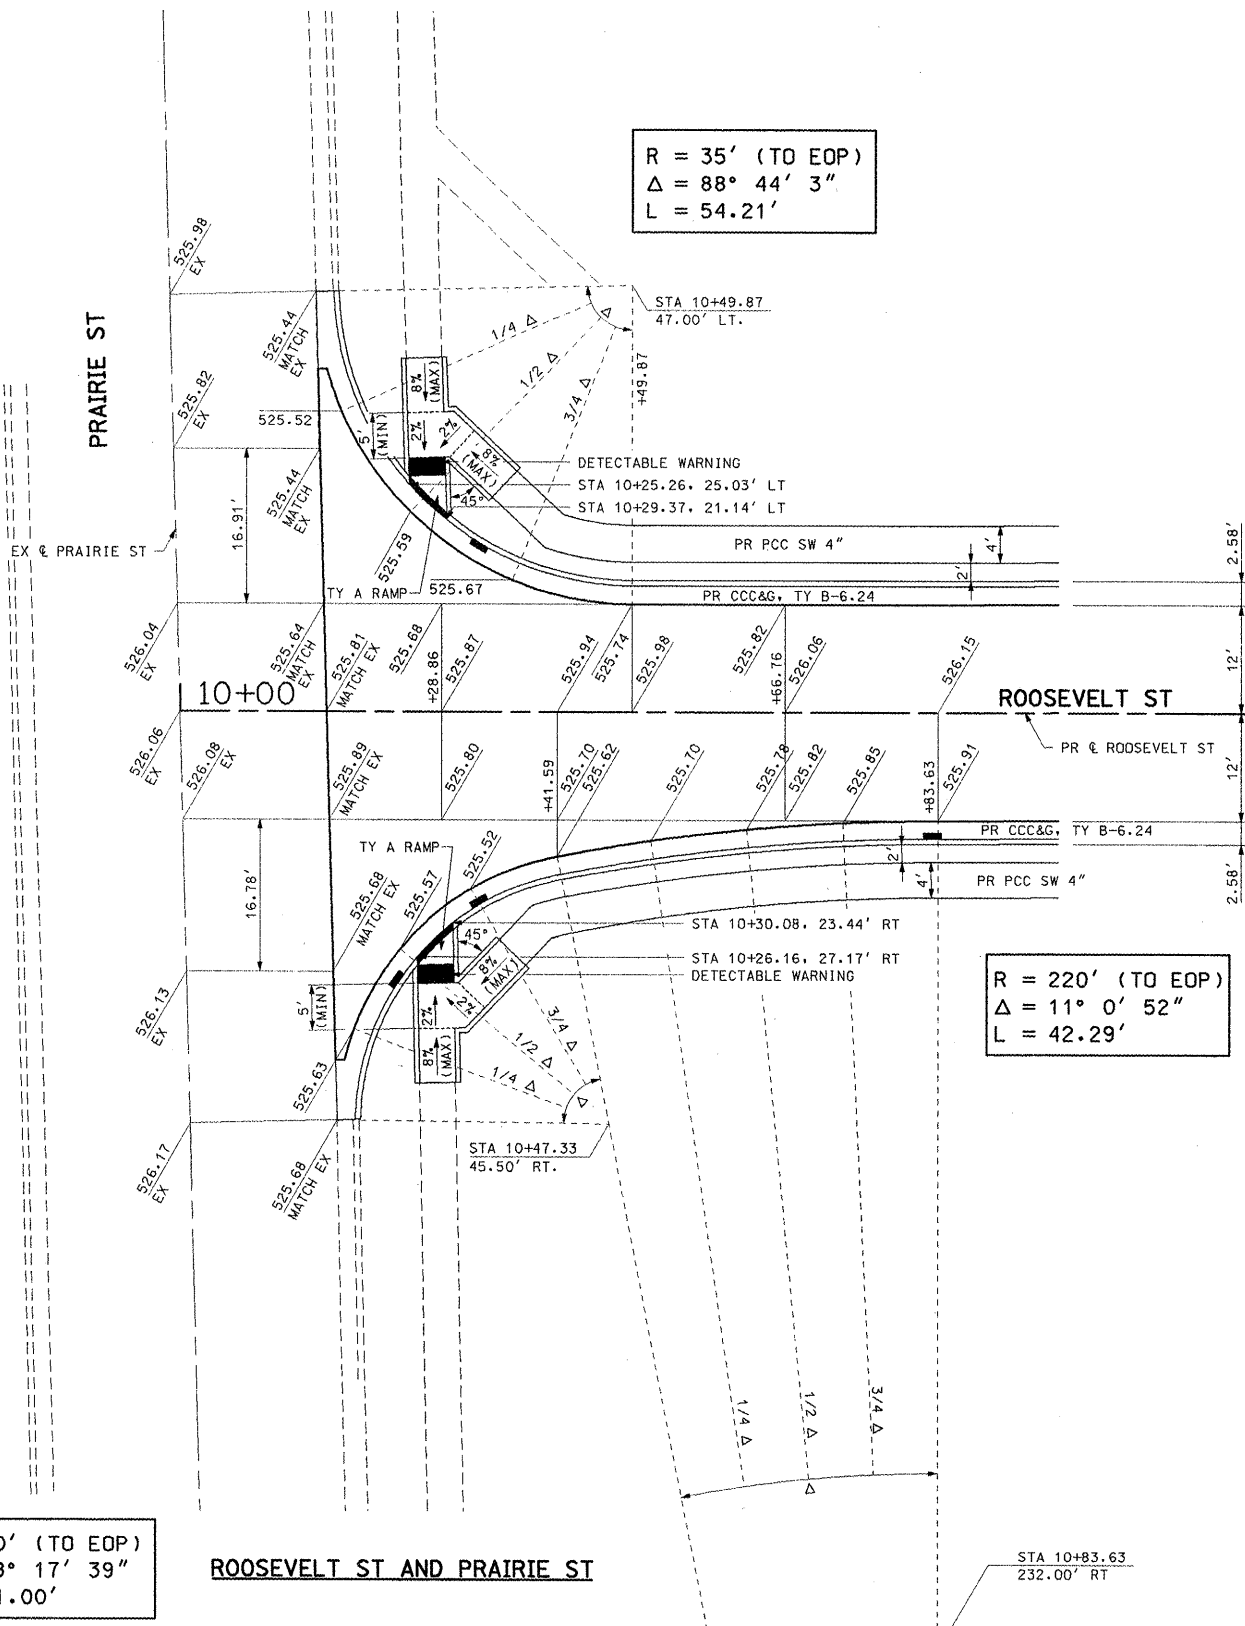 R = 35' (TO EOP)
Δ = 88° 44' 3"
L = 54.21'
525.98
EX
PRAIRIE ST
525.44
MATCH
EX
STA 10+49.87
47.00' LT.
1/4 Δ
Δ
1/2 Δ
3/4 Δ
+49.87
525.82
EX
525.52
8%
(MAX)
5'
(MIN)
2%
2%
8%
(MAX)
45°
DETECTABLE WARNING
STA 10+25.26, 25.03' LT
STA 10+29.37, 21.14' LT
525.44
MATCH
EX
16.91'
EX ℄ PRAIRIE ST
525.59
TY A RAMP
525.67
PR PCC SW 4"
4'
2'
PR CCC&G, TY B-6.24
2.58'
526.04
EX
525.64
MATCH
EX
525.81
MATCH EX
525.68
+28.86
525.87
525.94
525.74
525.98
525.82
+66.76
526.06
526.15
12'
10+00
ROOSEVELT ST
PR ℄ ROOSEVELT ST
526.06
EX
526.08
EX
525.89
MATCH EX
525.80
+41.59
525.70
525.62
525.70
525.78
525.82
525.85
+83.63
525.91
12'
PR CCC&G, TY B-6.24
2'
4'
PR PCC SW 4"
2.58'
16.78'
TY A RAMP
525.52
525.68
MATCH EX
525.57
45°
STA 10+30.08, 23.44' RT
STA 10+26.16, 27.17' RT
DETECTABLE WARNING
8%
(MAX)
2%
2%
8%
(MAX)
5'
(MIN)
526.13
EX
525.63
3/4 Δ
1/2 Δ
1/4 Δ
Δ
R = 220' (TO EOP)
Δ = 11° 0' 52"
L = 42.29'
STA 10+47.33
45.50' RT.
526.17
EX
525.68
MATCH EX
1/4 Δ
1/2 Δ
3/4 Δ
Δ
0' (TO EOP)
° 17' 39"
.00'
ROOSEVELT ST AND PRAIRIE ST
STA 10+83.63
232.00' RT